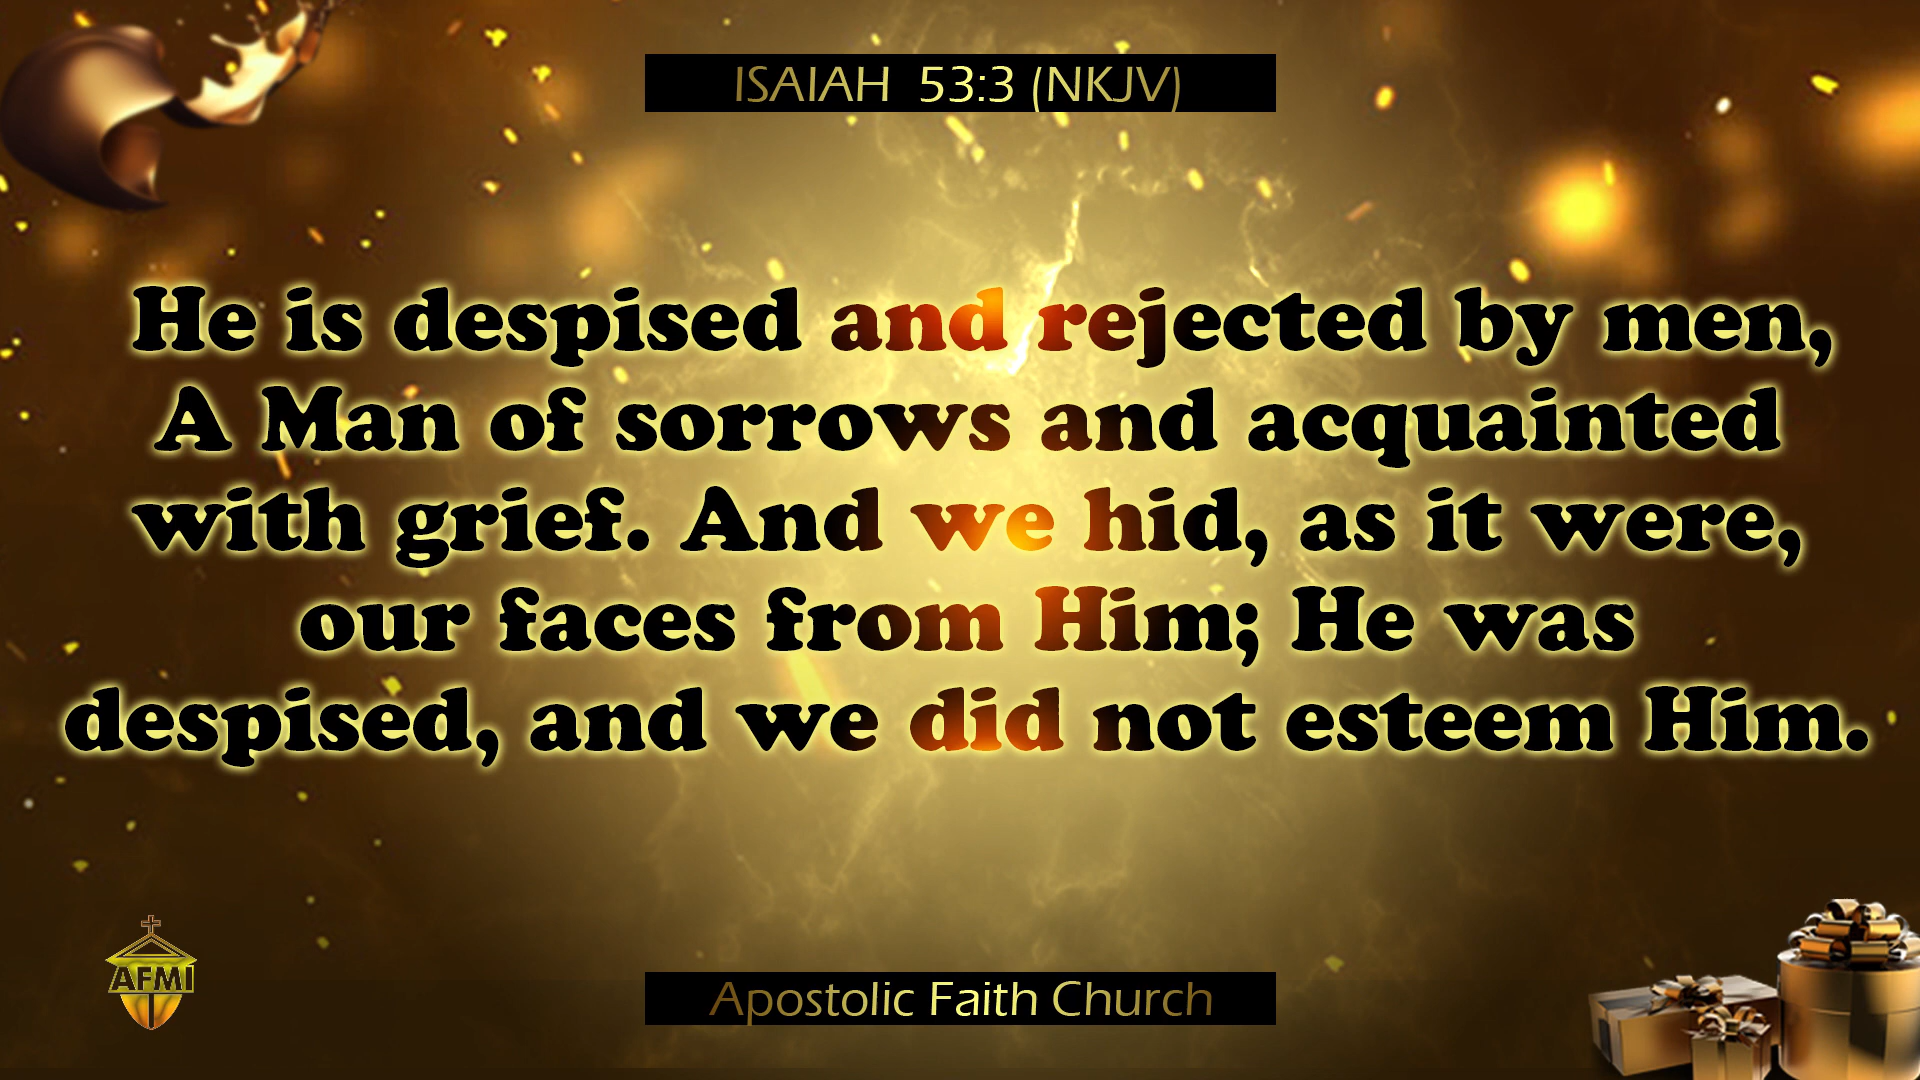 ISAIAH 53:3 (NKJV)
He is despised and rejected by men,
A Man of sorrows and acquainted
with grief. And we hid, as it were,
our faces from Him; He was
despised, and we did not esteem Him.
AFMI
Apostolic Faith Church